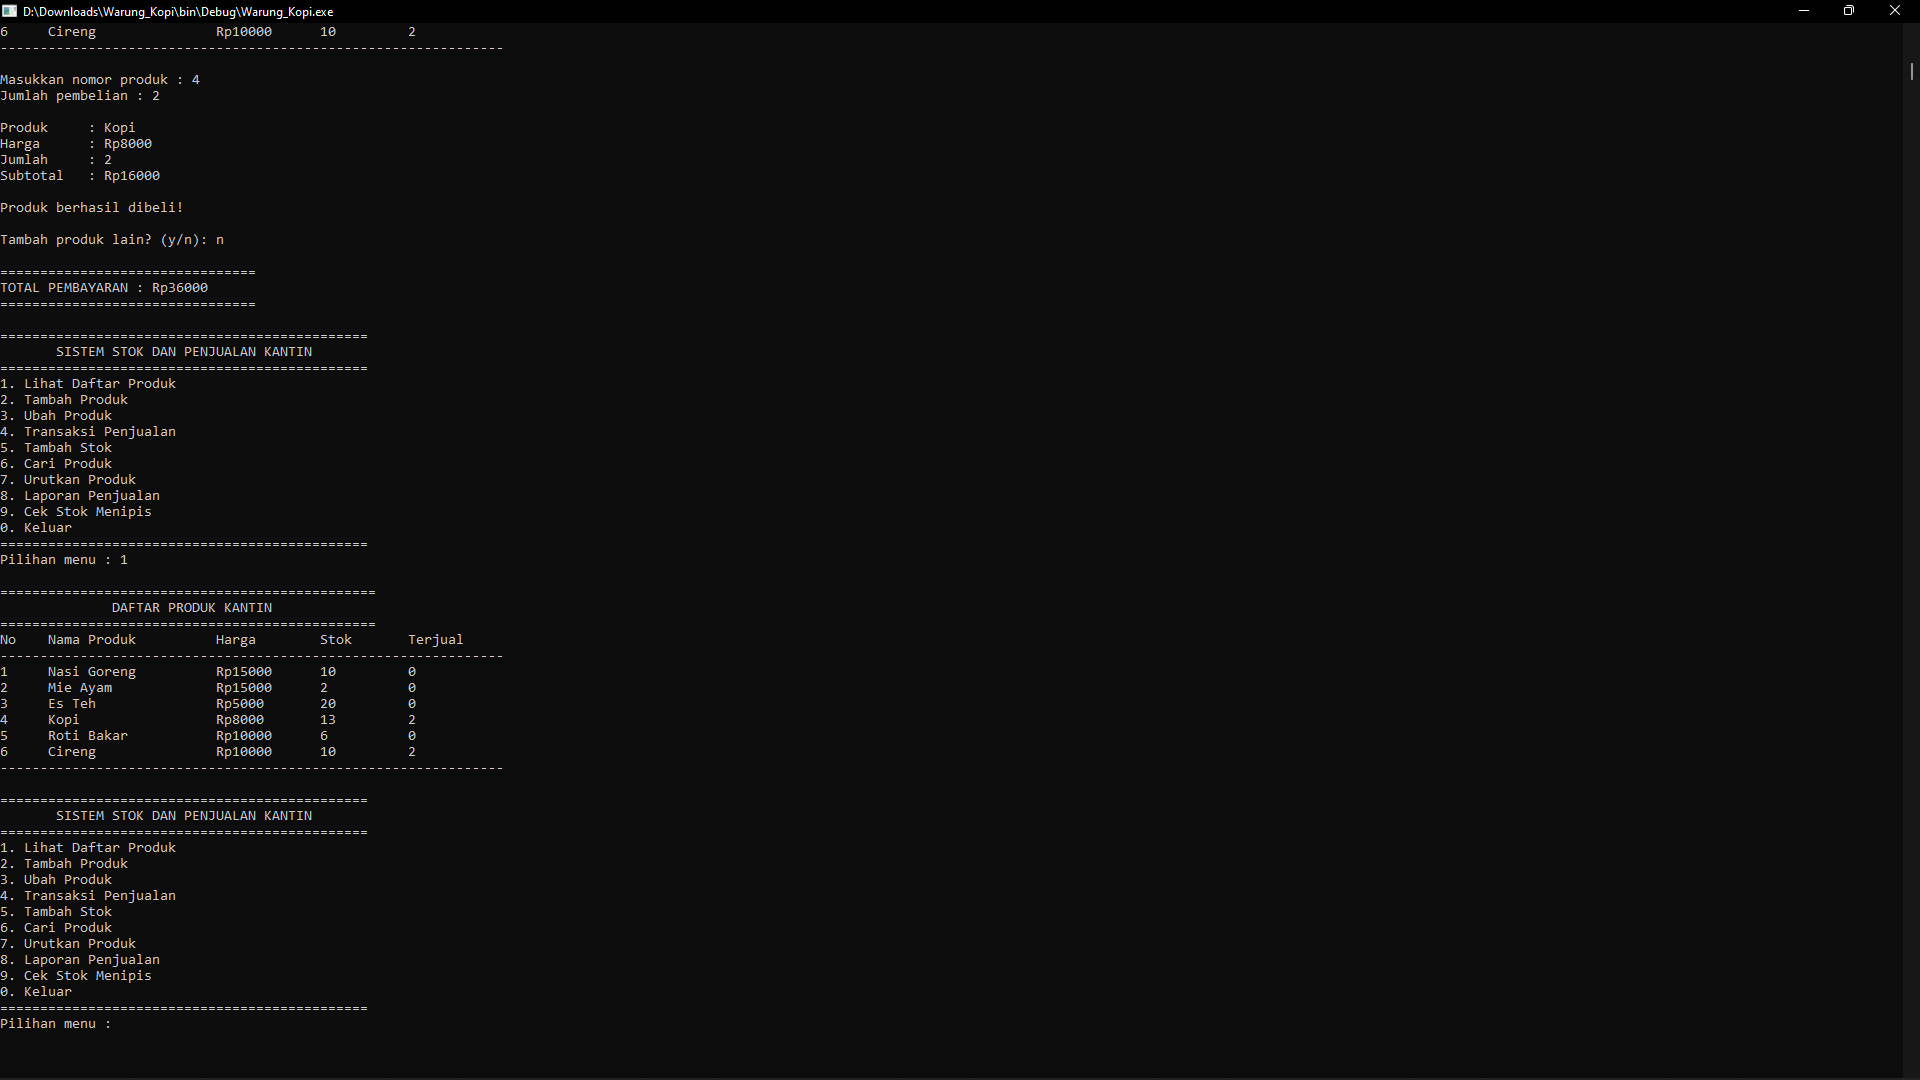 D:\Downloads\Warung_Kopi\bin\Debug\Warung_Kopi.exe
6 Cireng Rp10000 10 2
---------------------------------------------------------------
Masukkan nomor produk : 4
Jumlah pembelian : 2
Produk : Kopi
Harga : Rp8000
Jumlah : 2
Subtotal : Rp16000
Produk berhasil dibeli!
Tambah produk lain? (y/n): n
================================
TOTAL PEMBAYARAN : Rp36000
================================
==============================================
SISTEM STOK DAN PENJUALAN KANTIN
==============================================
1. Lihat Daftar Produk
2. Tambah Produk
3. Ubah Produk
4. Transaksi Penjualan
5. Tambah Stok
6. Cari Produk
7. Urutkan Produk
8. Laporan Penjualan
9. Cek Stok Menipis
0. Keluar
==============================================
Pilihan menu : 1
===============================================
DAFTAR PRODUK KANTIN
===============================================
No Nama Produk Harga Stok Terjual
---------------------------------------------------------------
1 Nasi Goreng Rp15000 10 0
2 Mie Ayam Rp15000 2 0
3 Es Teh Rp5000 20 0
4 Kopi Rp8000 13 2
5 Roti Bakar Rp10000 6 0
6 Cireng Rp10000 10 2
---------------------------------------------------------------
==============================================
SISTEM STOK DAN PENJUALAN KANTIN
==============================================
1. Lihat Daftar Produk
2. Tambah Produk
3. Ubah Produk
4. Transaksi Penjualan
5. Tambah Stok
6. Cari Produk
7. Urutkan Produk
8. Laporan Penjualan
9. Cek Stok Menipis
0. Keluar
==============================================
Pilihan menu :